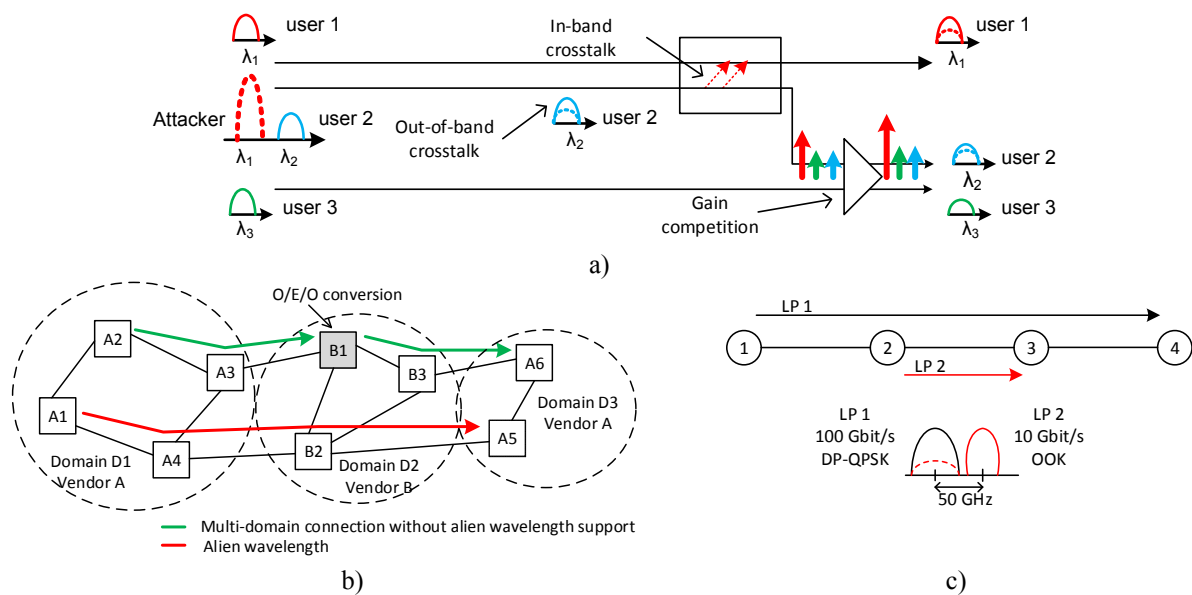 user 1
λ1
In-band
crosstalk
user 1
λ1
Attacker
user 2
λ1
λ2
Out-of-band
crosstalk
user 2
λ2
user 2
λ2
user 3
λ3
Gain
competition
user 3
λ3
a)
O/E/O conversion
A2
B1
A3
B3
A6
A1
A4
B2
A5
Domain D1
Vendor A
Domain D2
Vendor B
Domain D3
Vendor A
Multi-domain connection without alien wavelength support
Alien wavelength
b)
LP 1
1
2
3
4
LP 2
LP 1
100 Gbit/s
DP-QPSK
LP 2
10 Gbit/s
OOK
50 GHz
c)